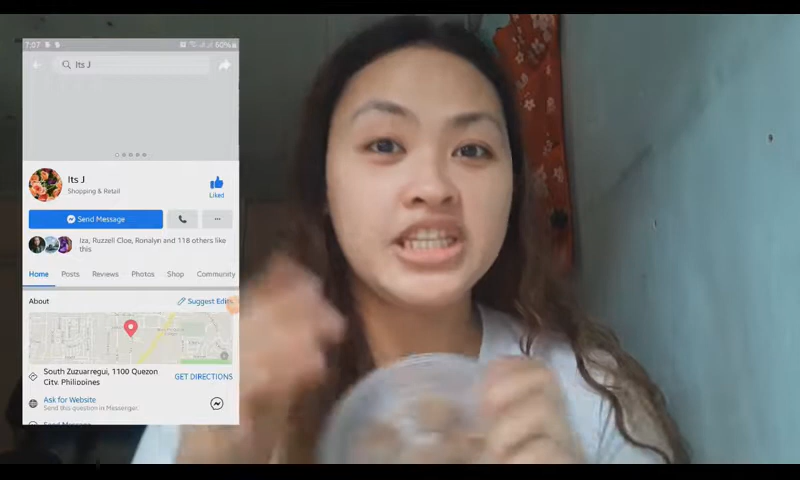 7:07 60%
Its J
Its J
Shopping & Retail
Liked
Send Message
Iza, Ruzzell Cloe, Ronalyn and 118 others like
this
Home Posts Reviews Photos Shop Community
About Suggest Edits
South Zuzuarregui, 1100 Quezon
City, Philippines
GET DIRECTIONS
Ask for Website
Send this question in Messenger.